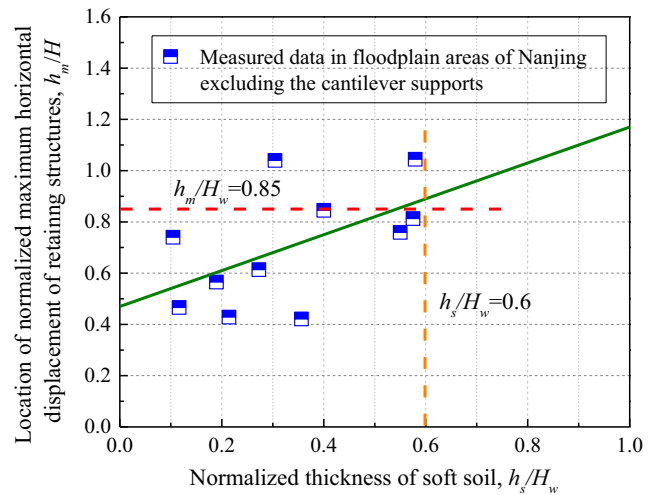 Location of normalized maximum horizontal
displacement of retaining structures, hₘ/H
1.6
1.4
1.2
1.0
0.8
0.6
0.4
0.2
0.0
Measured data in floodplain areas of Nanjing
excluding the cantilever supports
hₘ/H_w=0.85
h_s/H_w=0.6
0.0 0.2 0.4 0.6 0.8 1.0
Normalized thickness of soft soil, h_s/H_w